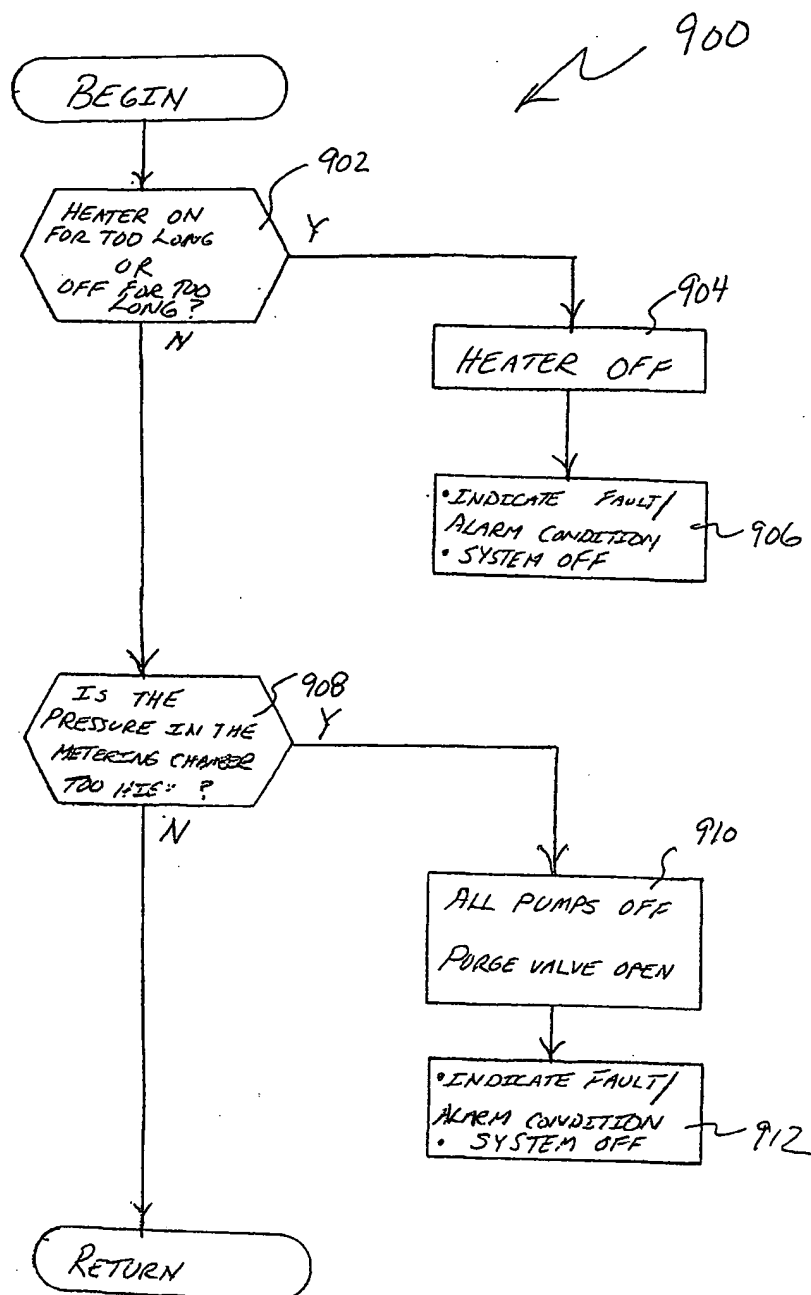 900
BEGIN
902
HEATER ON
FOR TOO LONG
OR
OFF FOR TOO
LONG?
Y
N
904
HEATER OFF
• INDICATE FAULT/
ALARM CONDITION
• SYSTEM OFF
906
908
IS THE
PRESSURE IN THE
METERING CHAMBER
TOO ?
Y
N
910
ALL PUMPS OFF
PURGE VALVE OPEN
• INDICATE FAULT/
ALARM CONDITION
• SYSTEM OFF
912
RETURN